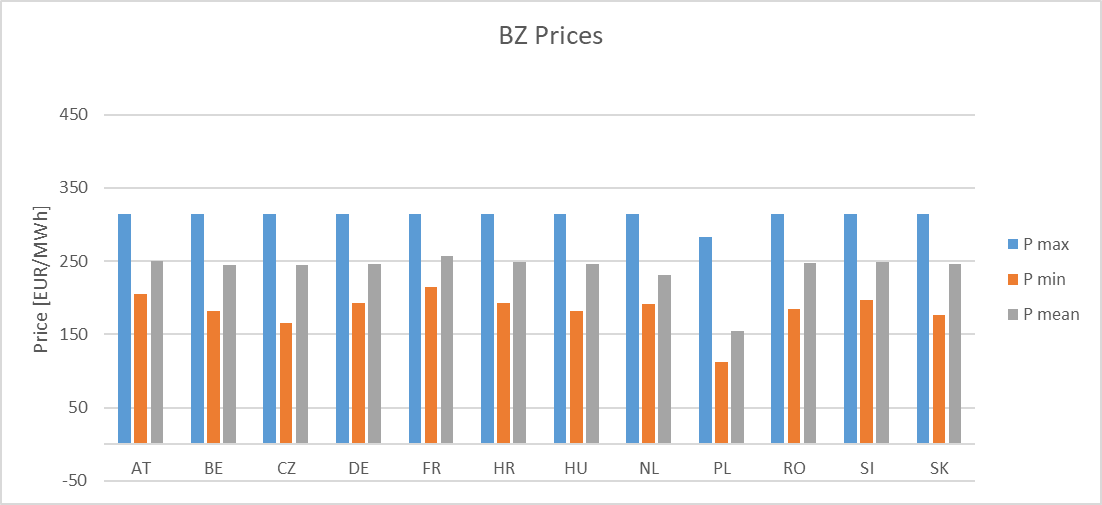 BZ Prices
450
350
250
150
50
-50
Price [EUR/MWh]
AT BE CZ DE FR HR HU NL PL RO SI SK
P max
P min
P mean